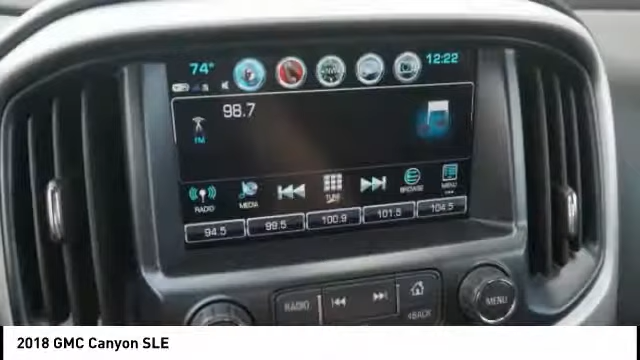 74°
12:22
98.7
FM
RADIO
MEDIA
TUNE
BROWSE
MENU
94.5
99.5
100.9
101.5
104.5
RADIO
BACK
MENU
2018 GMC Canyon SLE